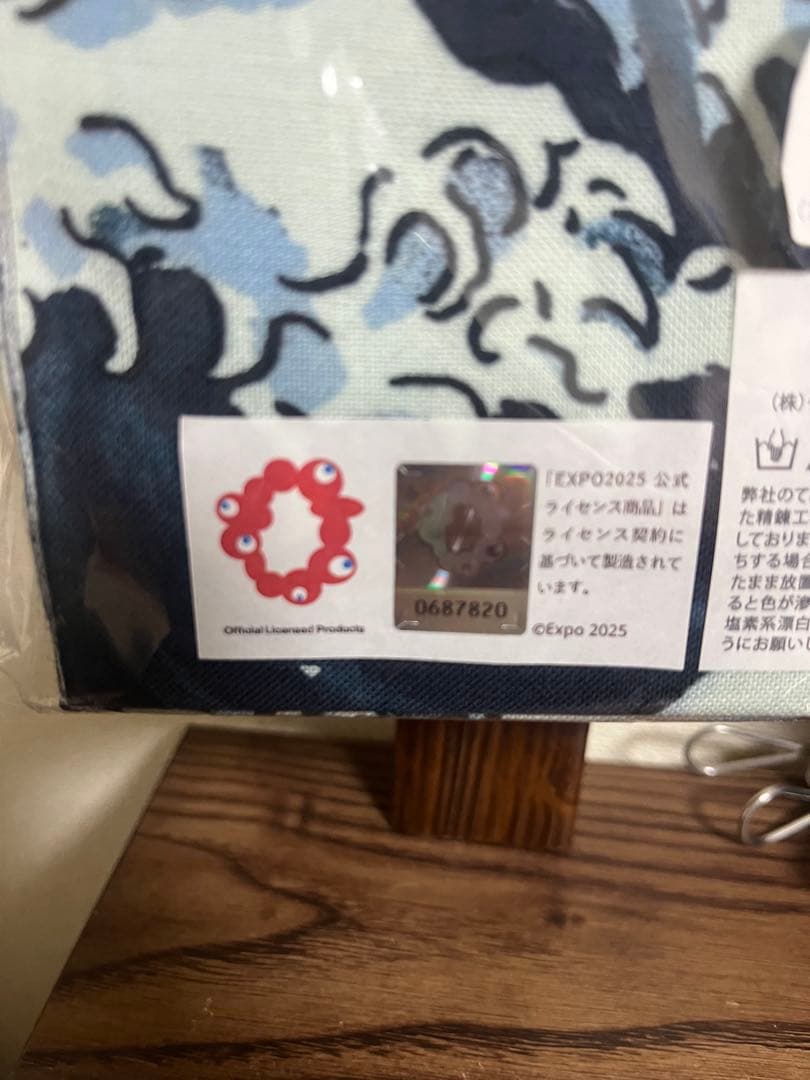 『EXPO2025 公式
ライセンス商品』は
ライセンス契約に
基づいて製造されて
います。
©Expo 2025
Official Licensed Products
0687820
(株)
弊社のて
た精錬工
しておりま
ちする場合
たまま放置
ると色が滲
塩素系漂白
うにお願いし